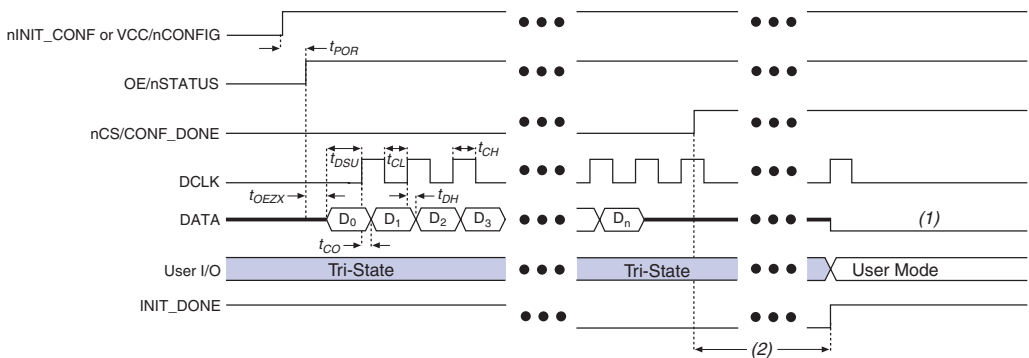 nINIT_CONF or VCC/nCONFIG
tPOR
OE/nSTATUS
nCS/CONF_DONE
tDSU
tCL
tCH
DCLK
tOEZX
tDH
DATA
D0
D1
D2
D3
Dn
(1)
tCO
User I/O
Tri-State
Tri-State
User Mode
INIT_DONE
(2)